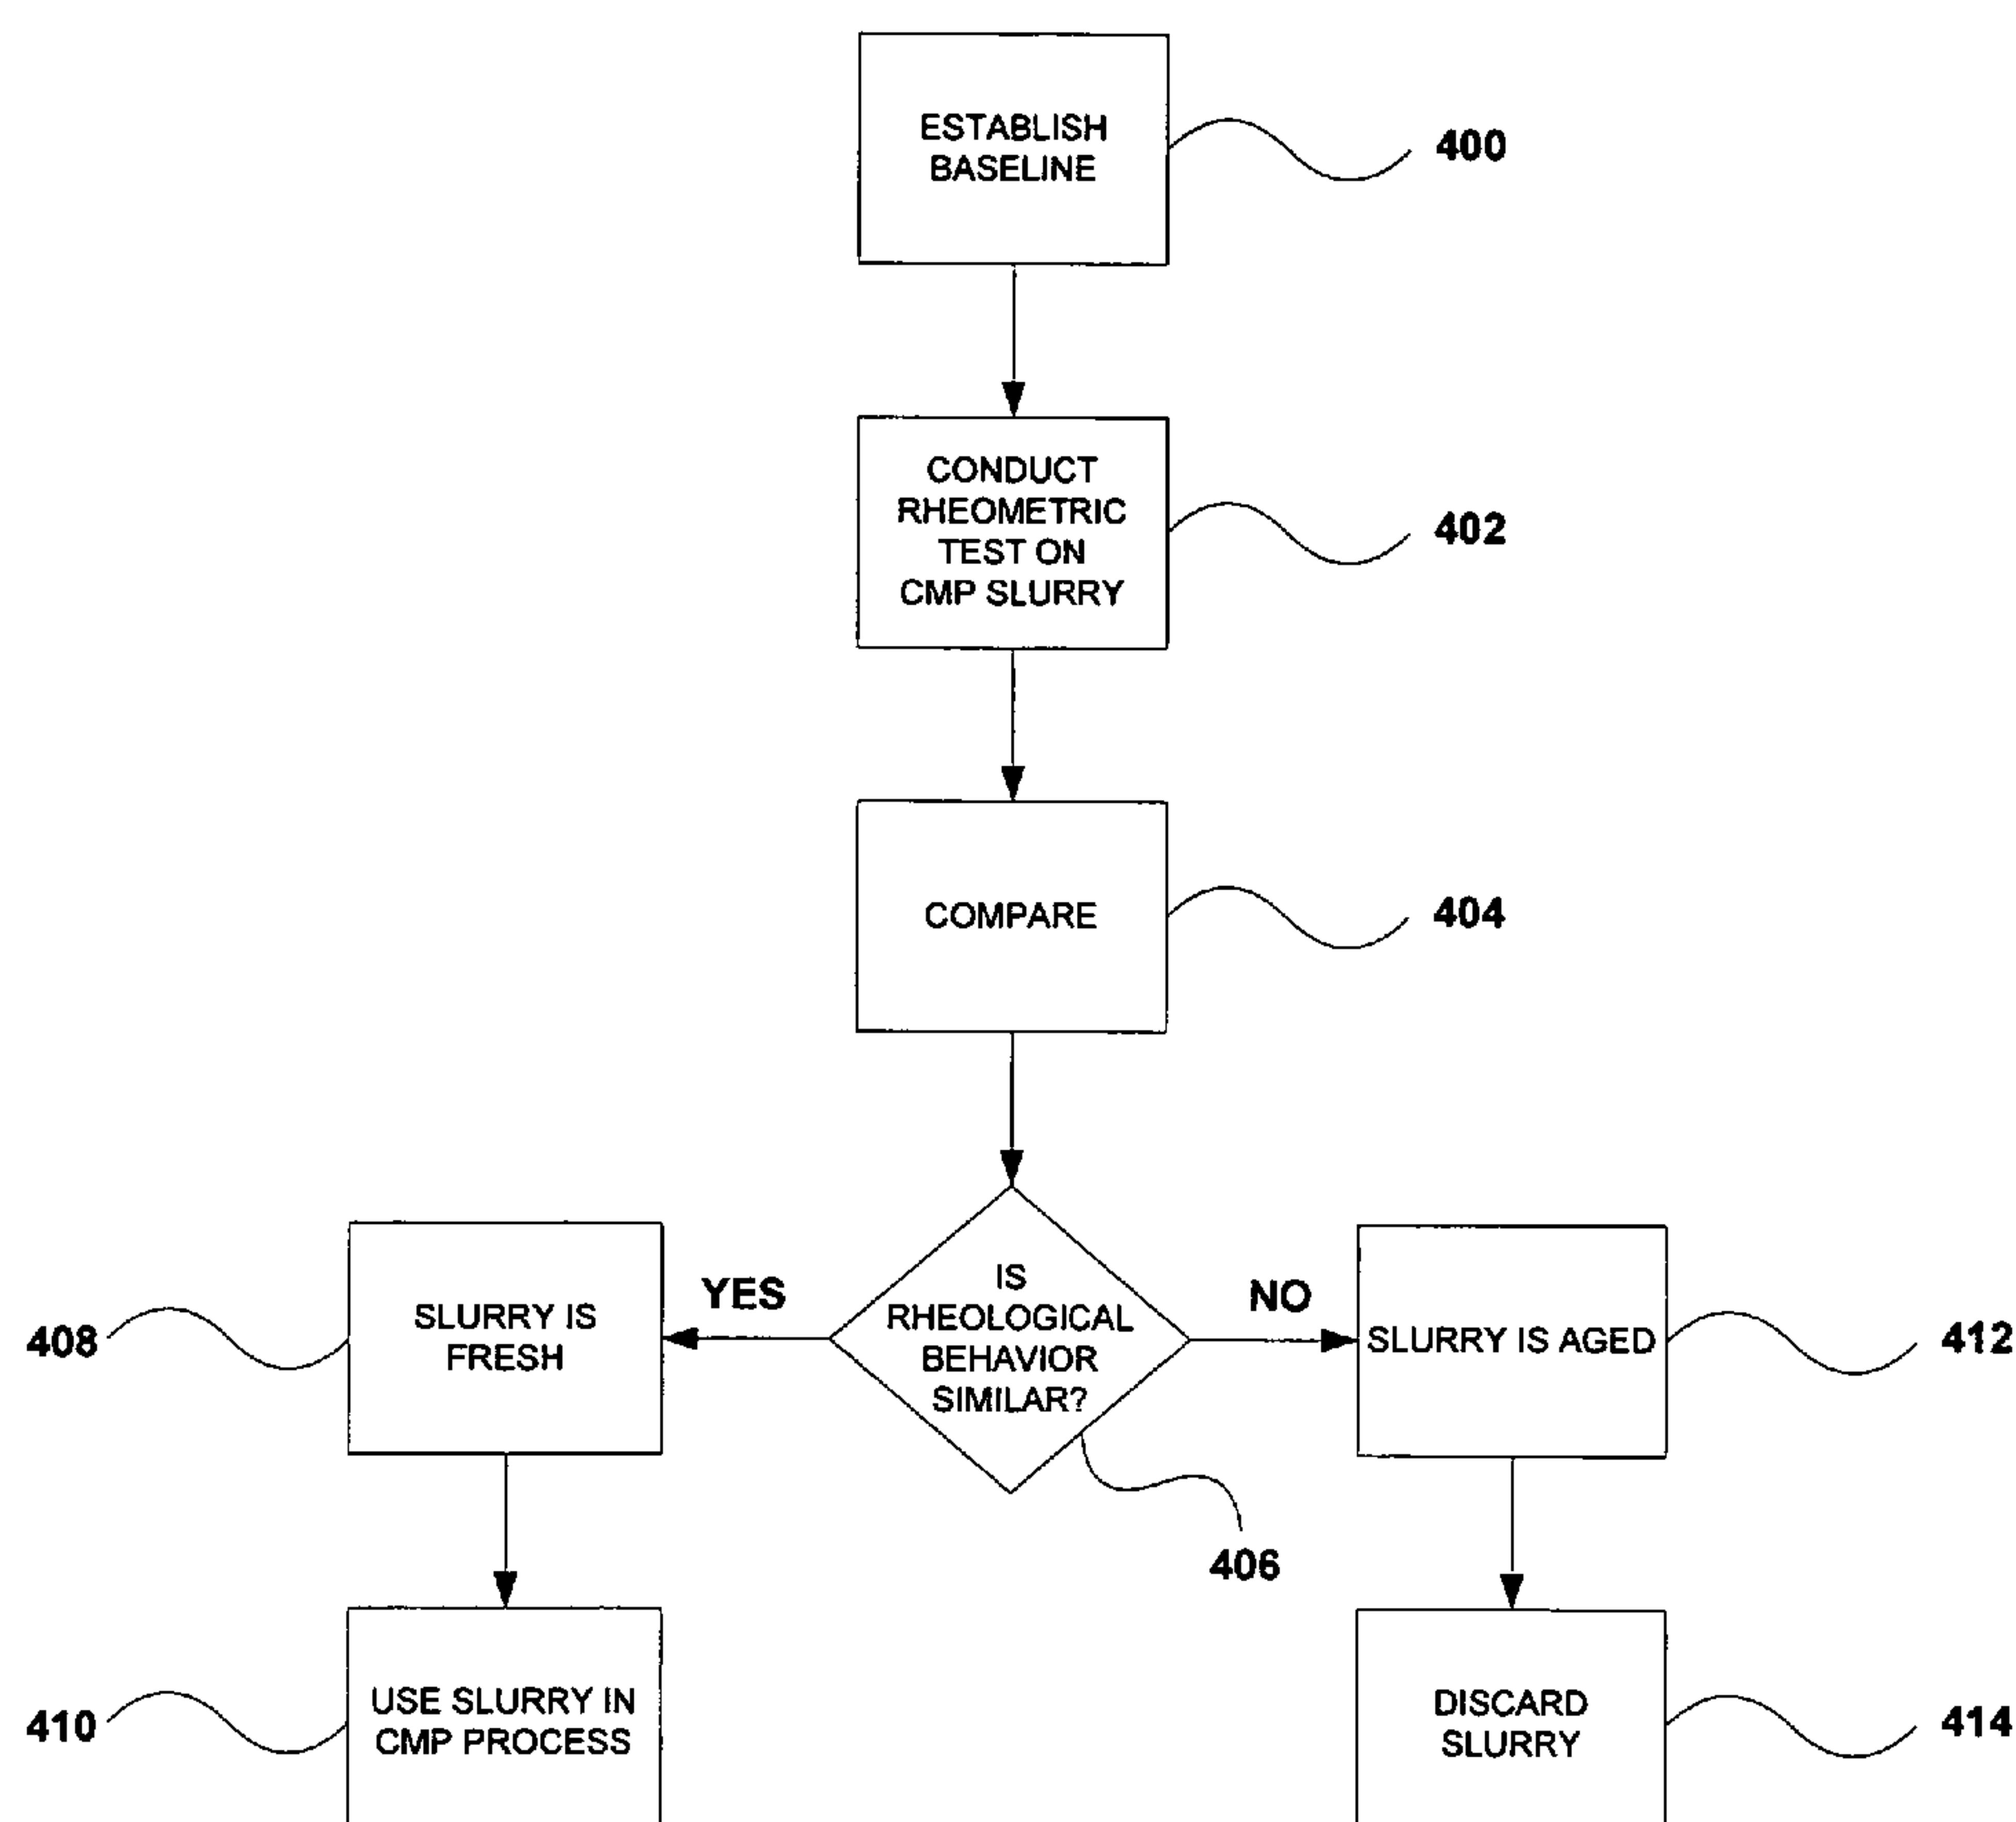 ESTABLISH
BASELINE
400
CONDUCT
RHEOMETRIC
TEST ON
CMP SLURRY
402
COMPARE
404
IS
RHEOLOGICAL
BEHAVIOR
SIMILAR?
406
YES
NO
SLURRY IS
FRESH
408
SLURRY IS AGED
412
USE SLURRY IN
CMP PROCESS
410
DISCARD
SLURRY
414